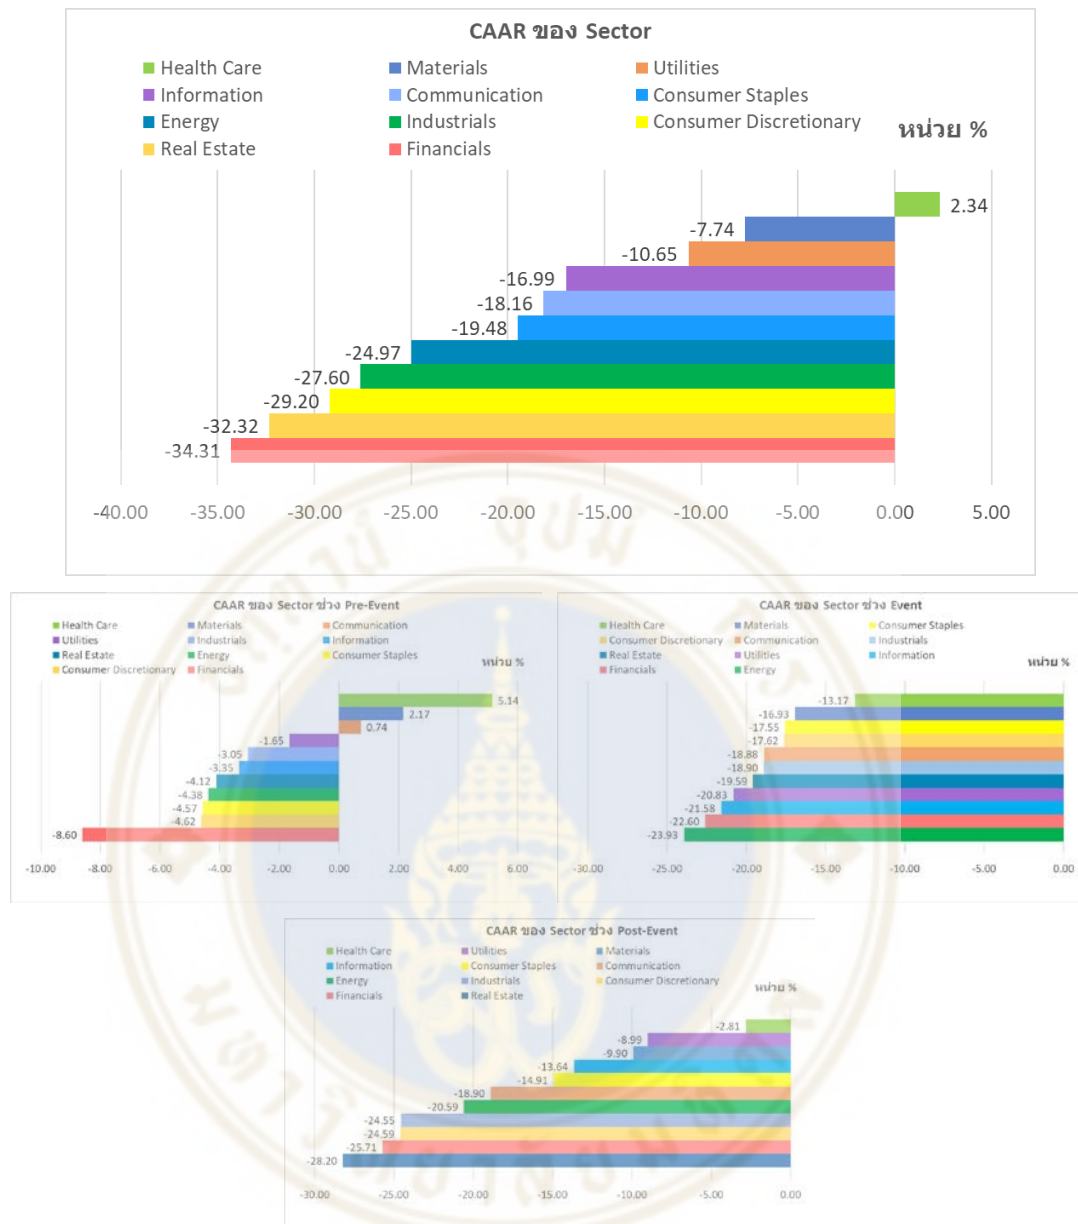 CAAR ของ Sector
Health Care Materials Utilities
Information Communication Consumer Staples
Energy Industrials Consumer Discretionary
Real Estate Financials
หน่วย %
2.34
-7.74
-10.65
-16.99
-18.16
-19.48
-24.97
-27.60
-29.20
-32.32
-34.31
-40.00 -35.00 -30.00 -25.00 -20.00 -15.00 -10.00 -5.00 0.00 5.00
CAAR ของ Sector ช่วง Pre-Event
Health Care Materials Communication
Utilities Industrials Information
Real Estate Energy Consumer Staples
Consumer Discretionary Financials
หน่วย %
5.14
2.17
0.74
-1.65
-3.05
-3.35
-4.12
-4.38
-4.57
-4.62
-8.60
-10.00 -8.00 -6.00 -4.00 -2.00 0.00 2.00 4.00 6.00
CAAR ของ Sector ช่วง Event
Health Care Materials Consumer Staples
Consumer Discretionary Communication Industrials
Real Estate Utilities Information
Financials Energy
หน่วย %
-13.17
-16.93
-17.55
-17.62
-18.88
-18.90
-19.59
-20.83
-21.58
-22.60
-23.93
-30.00 -25.00 -20.00 -15.00 -10.00 -5.00 0.00
CAAR ของ Sector ช่วง Post-Event
Health Care Utilities Materials
Information Consumer Staples Communication
Energy Industrials Consumer Discretionary
Financials Real Estate
หน่วย %
-2.81
-8.99
-9.90
-13.64
-14.91
-18.90
-20.59
-24.55
-24.59
-25.71
-28.20
-30.00 -25.00 -20.00 -15.00 -10.00 -5.00 0.00